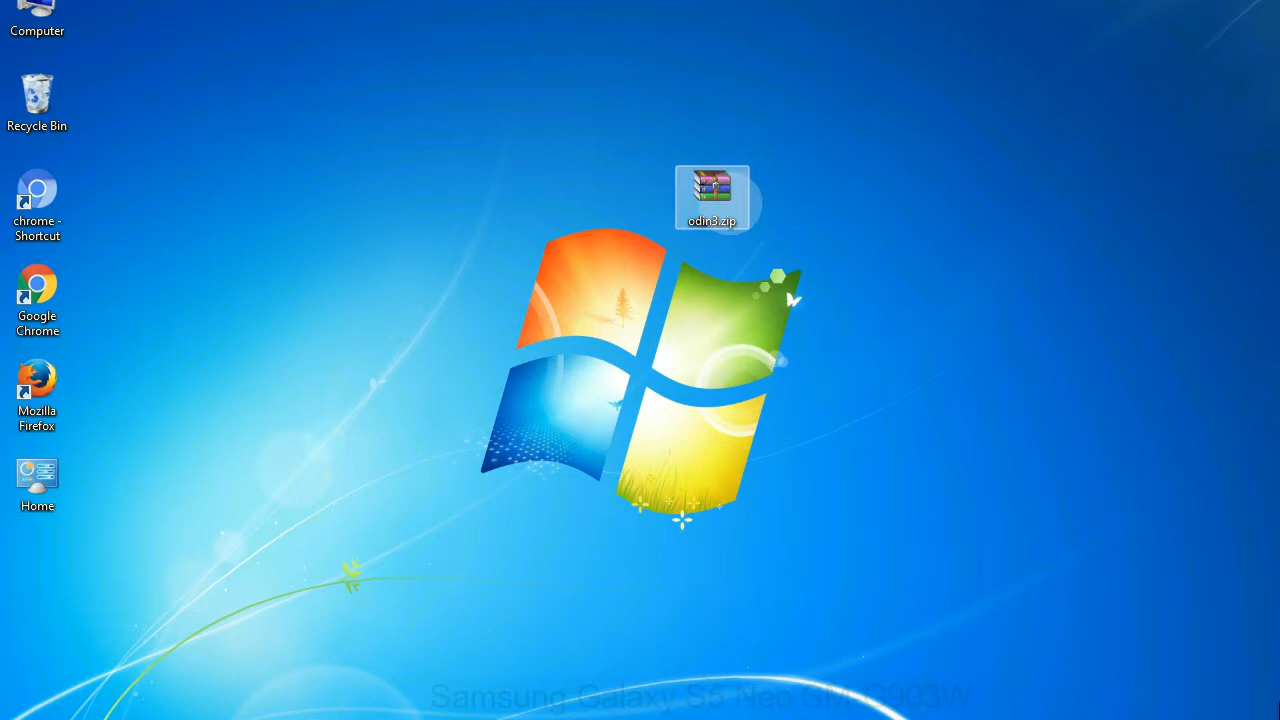 Computer
Recycle Bin
chrome -
Shortcut
Google
Chrome
Mozilla
Firefox
Home
odin3.zip
Samsung Galaxy S5 Neo SM-G903W